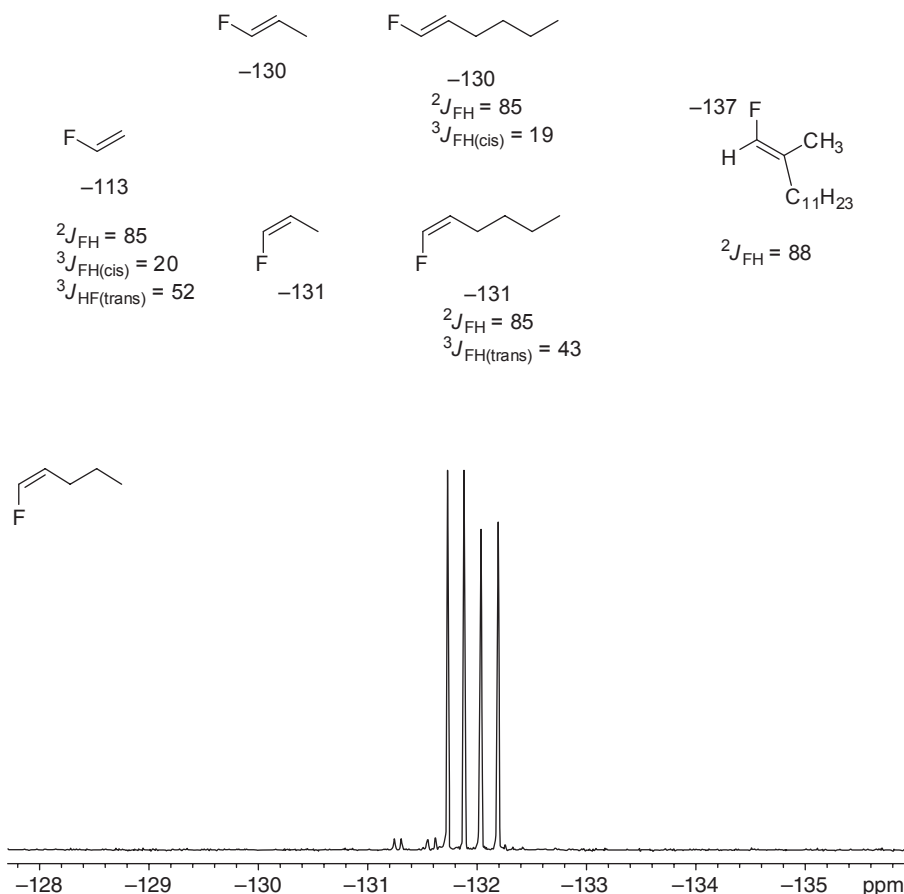 F
F
−130
−130
²J_FH = 85
³J_FH(cis) = 19
−137 F
H CH₃
C₁₁H₂₃
²J_FH = 88
F
−113
²J_FH = 85
³J_FH(cis) = 20
³J_HF(trans) = 52
F
−131
F
−131
²J_FH = 85
³J_FH(trans) = 43
F
−128 −129 −130 −131 −132 −133 −134 −135 ppm